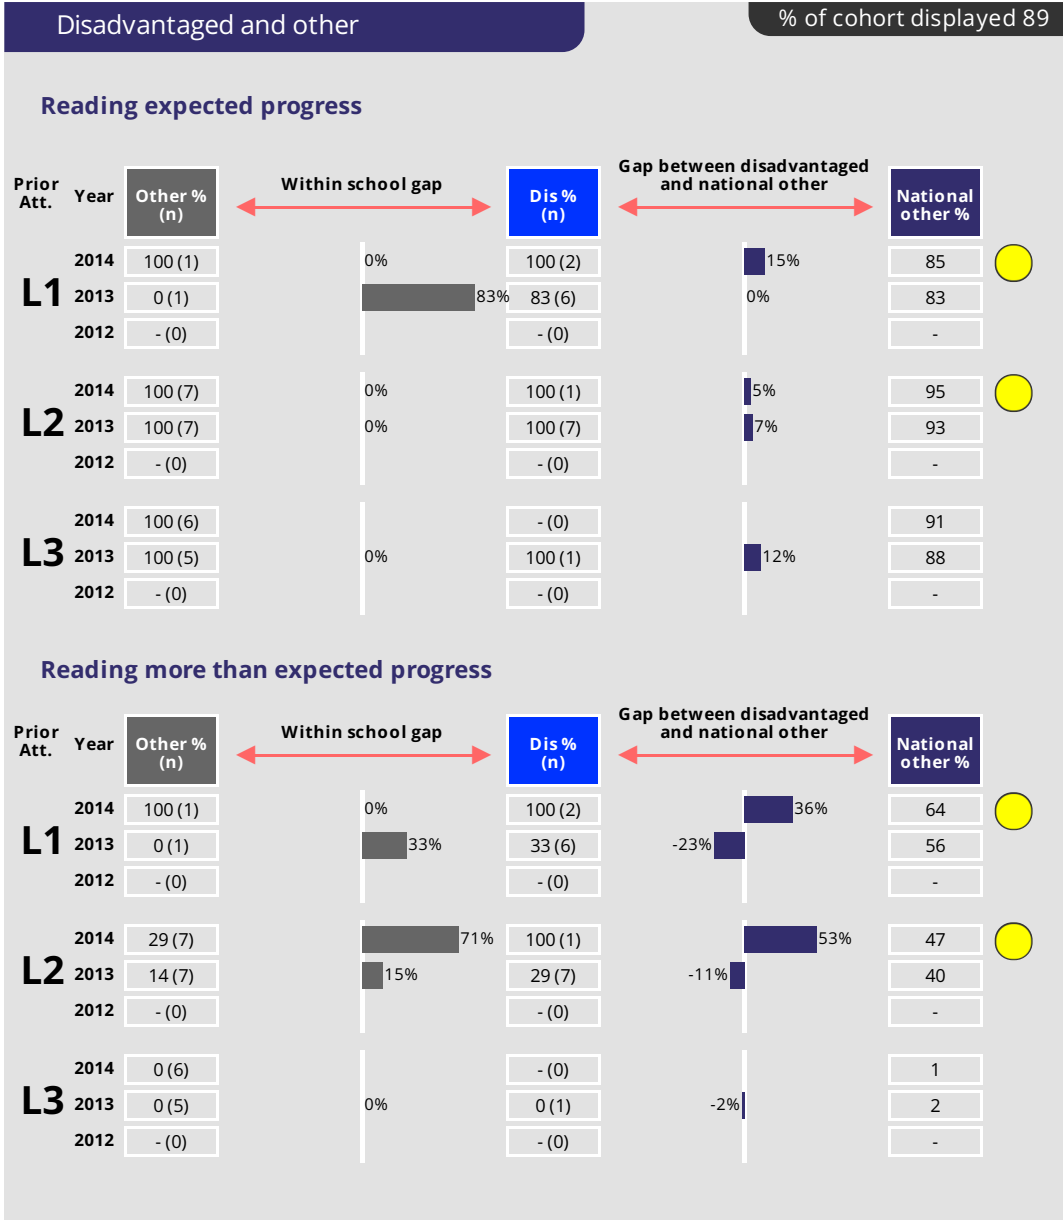 Disadvantaged and other
% of cohort displayed 89
Reading expected progress
Prior Att.
Year
Other % (n)
Within school gap
Dis % (n)
Gap between disadvantaged and national other
National other %
L1
2014 100 (1) 0% 100 (2) 15% 85
2013 0 (1) 83% 83 (6) 0% 83
2012 - (0) - (0) -
L2
2014 100 (7) 0% 100 (1) 5% 95
2013 100 (7) 0% 100 (7) 7% 93
2012 - (0) - (0) -
L3
2014 100 (6) - (0) 91
2013 100 (5) 0% 100 (1) 12% 88
2012 - (0) - (0) -
Reading more than expected progress
Prior Att.
Year
Other % (n)
Within school gap
Dis % (n)
Gap between disadvantaged and national other
National other %
L1
2014 100 (1) 0% 100 (2) 36% 64
2013 0 (1) 33% 33 (6) -23% 56
2012 - (0) - (0) -
L2
2014 29 (7) 71% 100 (1) 53% 47
2013 14 (7) 15% 29 (7) -11% 40
2012 - (0) - (0) -
L3
2014 0 (6) - (0) 1
2013 0 (5) 0% 0 (1) -2% 2
2012 - (0) - (0) -